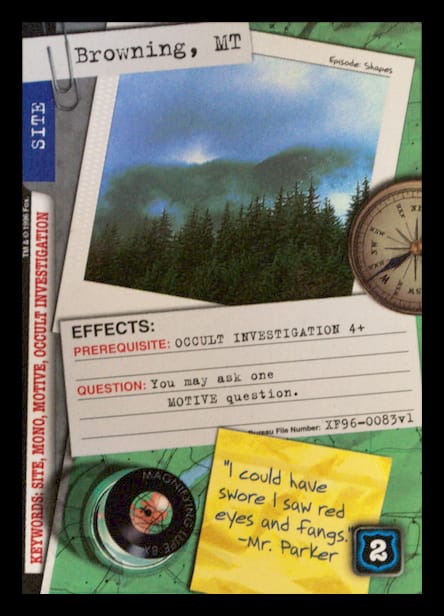 Browning, MT
Episode: Shapes
SITE
TM & © 1996 Fox.
KEYWORDS: SITE, MONO, MOTIVE, OCCULT INVESTIGATION
EFFECTS:
PREREQUISITE: OCCULT INVESTIGATION 4+
QUESTION: You may ask one
MOTIVE question.
Bureau File Number: XF96-0083v1
"I could have
swore I saw red
eyes and fangs."
-Mr. Parker
2
MAGNIFYING LUPE 8X